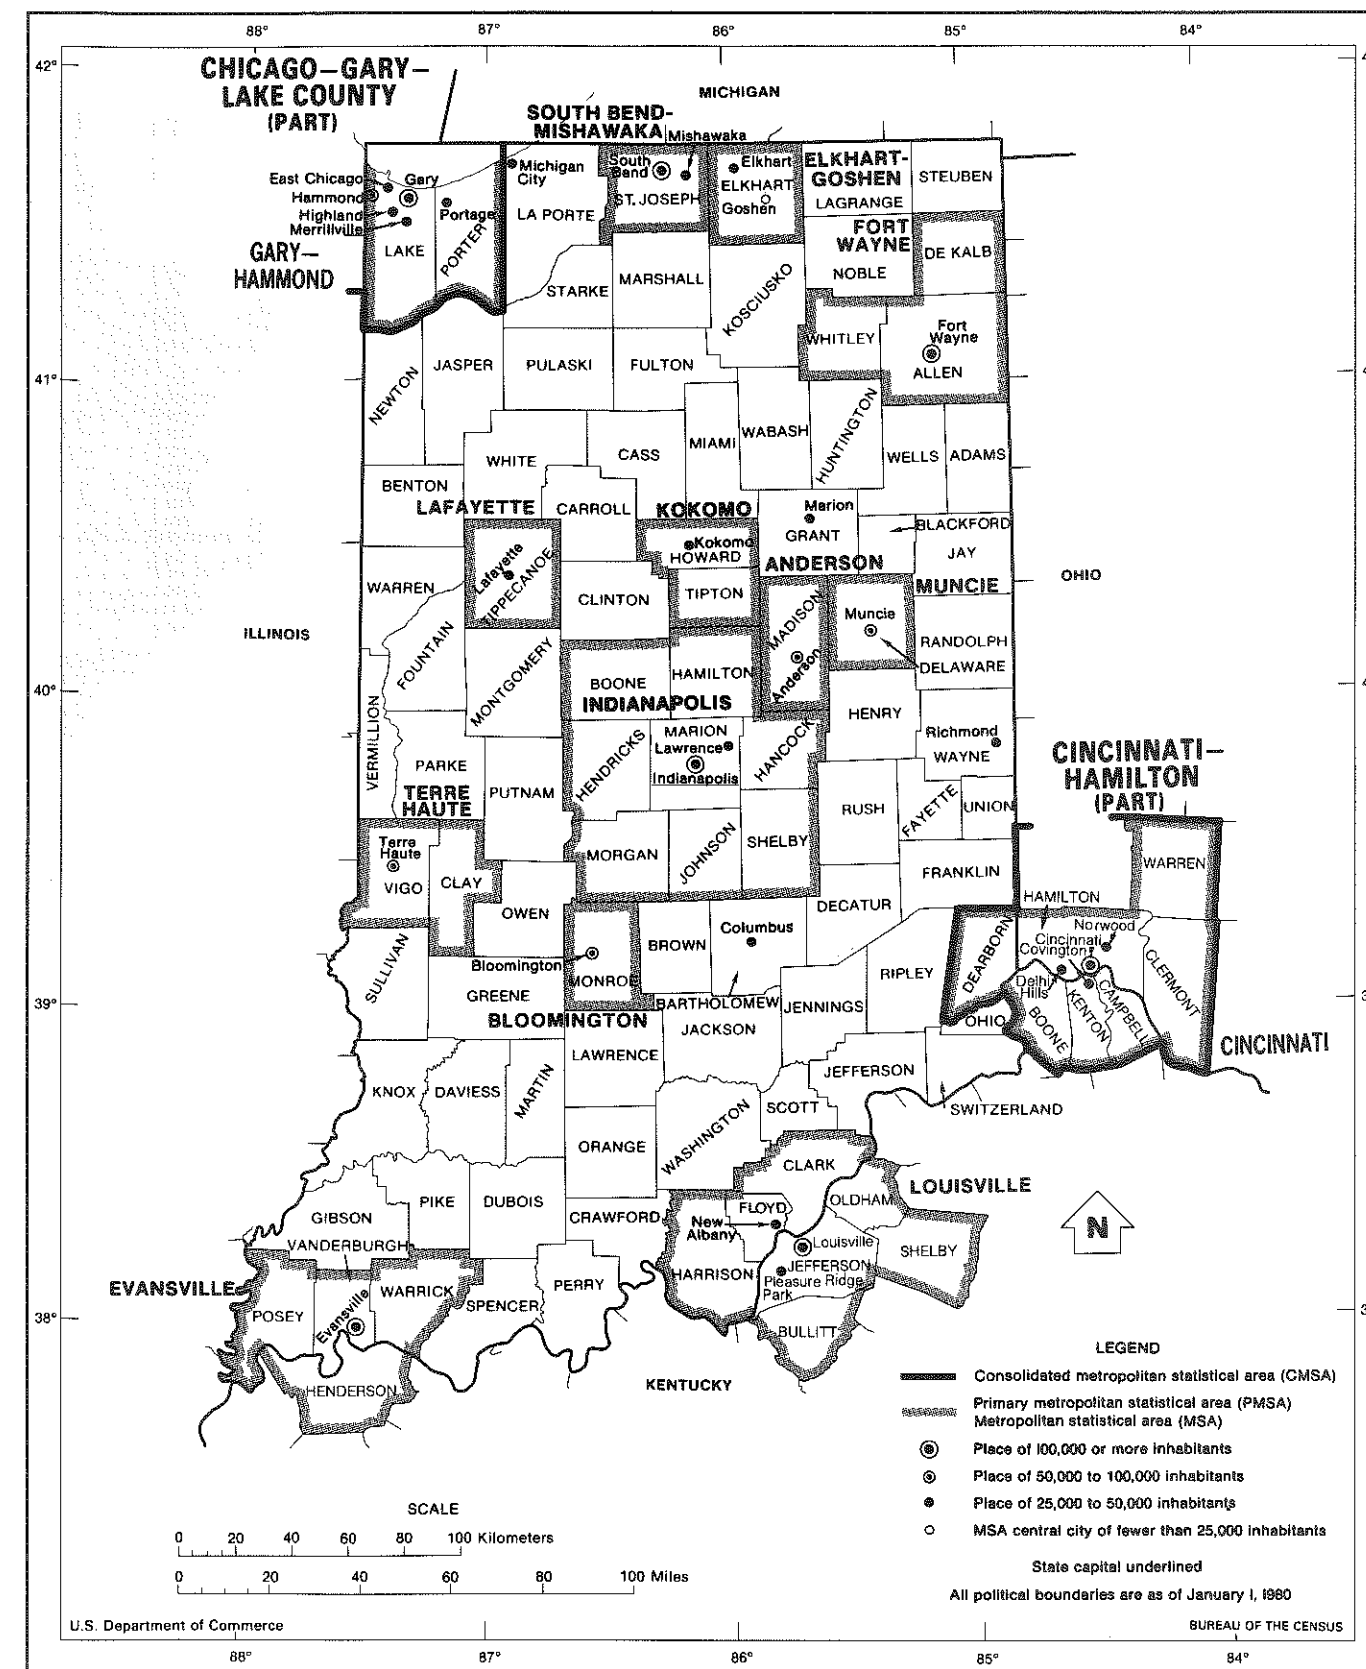 88°
87°
86°
85°
84°
42°
CHICAGO—GARY—
LAKE COUNTY
(PART)
MICHIGAN
SOUTH BEND-
MISHAWAKA
Mishawaka
South
Bend
ST. JOSEPH
Elkhart
ELKHART
Goshen
ELKHART-
GOSHEN
LAGRANGE
STEUBEN
Michigan
City
LA PORTE
East Chicago
Gary
Hammond
Highland
Merrillville
Portage
LAKE
PORTER
GARY—
HAMMOND
FORT
WAYNE
NOBLE
DE KALB
STARKE
MARSHALL
KOSCIUSKO
WHITLEY
Fort
Wayne
ALLEN
41°
NEWTON
JASPER
PULASKI
FULTON
MIAMI
WABASH
HUNTINGTON
WELLS
ADAMS
WHITE
CASS
BENTON
CARROLL
LAFAYETTE
KOKOMO
Marion
GRANT
BLACKFORD
JAY
Kokomo
HOWARD
ANDERSON
MUNCIE
OHIO
WARREN
Lafayette
TIPPECANOE
CLINTON
TIPTON
MADISON
Anderson
Muncie
RANDOLPH
DELAWARE
ILLINOIS
FOUNTAIN
MONTGOMERY
BOONE
HAMILTON
INDIANAPOLIS
40°
VERMILLION
HENDRICKS
MARION
Lawrence
Indianapolis
HANCOCK
HENRY
Richmond
WAYNE
PARKE
PUTNAM
TERRE
HAUTE
RUSH
FAYETTE
UNION
CINCINNATI—
HAMILTON
(PART)
Terre
Haute
VIGO
CLAY
MORGAN
JOHNSON
SHELBY
FRANKLIN
WARREN
OWEN
DECATUR
HAMILTON
Columbus
BROWN
Bloomington
MONROE
SULLIVAN
GREENE
BLOOMINGTON
BARTHOLOMEW
JACKSON
JENNINGS
RIPLEY
DEARBORN
Norwood
Cincinnati
Covington
Delhi
Hills
CLERMONT
39°
OHIO
BOONE
KENTON
CAMPBELL
CINCINNATI
LAWRENCE
KNOX
DAVIESS
MARTIN
JEFFERSON
SCOTT
SWITZERLAND
ORANGE
WASHINGTON
CLARK
PIKE
DUBOIS
GIBSON
CRAWFORD
FLOYD
New
Albany
OLDHAM
LOUISVILLE
SHELBY
N
VANDERBURGH
Louisville
JEFFERSON
Pleasure Ridge
Park
EVANSVILLE
POSEY
Evansville
WARRICK
SPENCER
PERRY
HARRISON
38°
BULLITT
HENDERSON
KENTUCKY
LEGEND
Consolidated metropolitan statistical area (CMSA)
Primary metropolitan statistical area (PMSA)
Metropolitan statistical area (MSA)
Place of 100,000 or more inhabitants
Place of 50,000 to 100,000 inhabitants
Place of 25,000 to 50,000 inhabitants
MSA central city of fewer than 25,000 inhabitants
State capital underlined
All political boundaries are as of January 1, 1980
SCALE
0 20 40 60 80 100 Kilometers
0 20 40 60 80 100 Miles
U.S. Department of Commerce
BUREAU OF THE CENSUS
88°
87°
86°
85°
84°